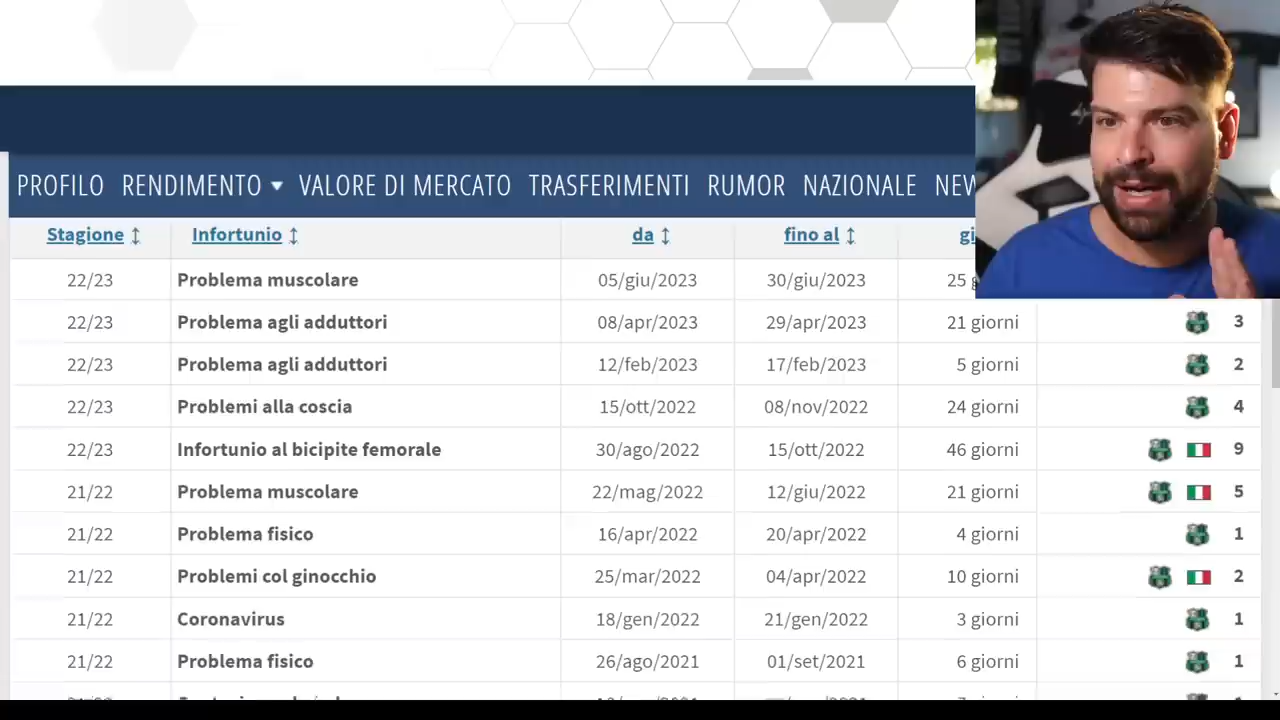 PROFILO RENDIMENTO VALORE DI MERCATO TRASFERIMENTI RUMOR NAZIONALE NEW
Stagione Infortunio da fino al gi
22/23 Problema muscolare 05/giu/2023 30/giu/2023 25 g
22/23 Problema agli adduttori 08/apr/2023 29/apr/2023 21 giorni 3
22/23 Problema agli adduttori 12/feb/2023 17/feb/2023 5 giorni 2
22/23 Problemi alla coscia 15/ott/2022 08/nov/2022 24 giorni 4
22/23 Infortunio al bicipite femorale 30/ago/2022 15/ott/2022 46 giorni 9
21/22 Problema muscolare 22/mag/2022 12/giu/2022 21 giorni 5
21/22 Problema fisico 16/apr/2022 20/apr/2022 4 giorni 1
21/22 Problemi col ginocchio 25/mar/2022 04/apr/2022 10 giorni 2
21/22 Coronavirus 18/gen/2022 21/gen/2022 3 giorni 1
21/22 Problema fisico 26/ago/2021 01/set/2021 6 giorni 1